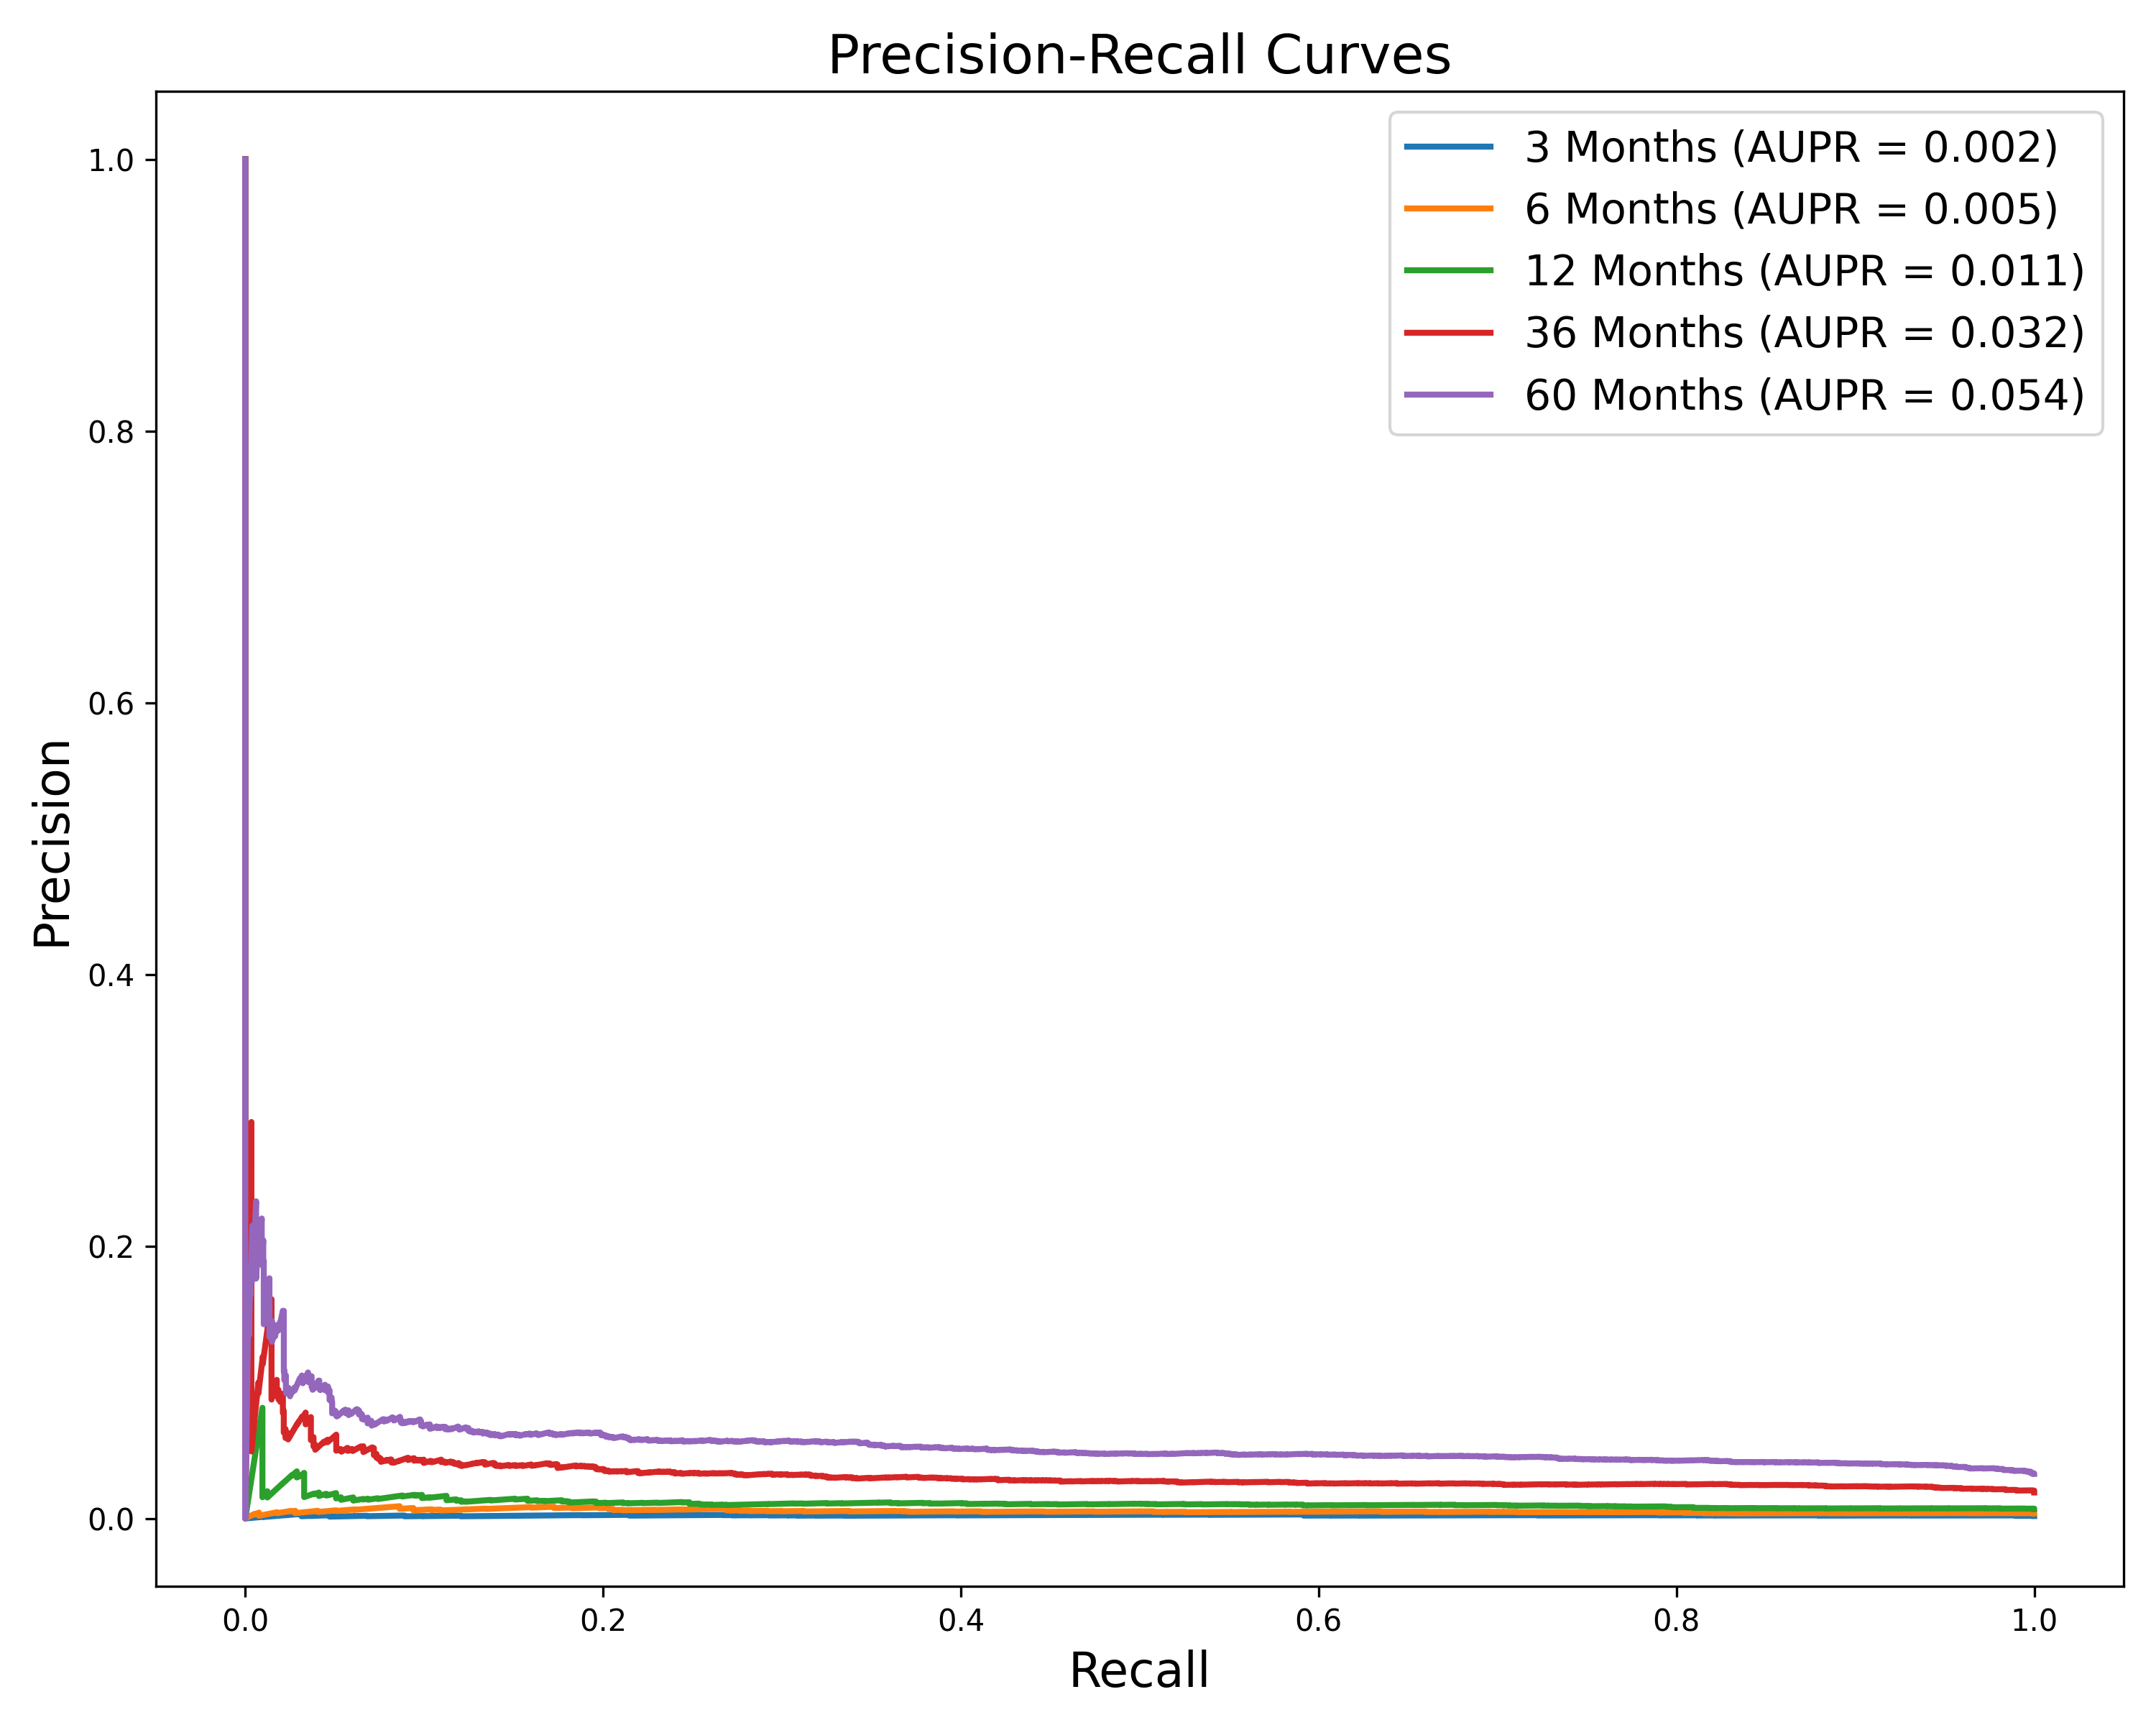 Precision-Recall Curves
3 Months (AUPR = 0.002)
6 Months (AUPR = 0.005)
12 Months (AUPR = 0.011)
36 Months (AUPR = 0.032)
60 Months (AUPR = 0.054)
Precision
1.0
0.8
0.6
0.4
0.2
0.0
0.0 0.2 0.4 0.6 0.8 1.0
Recall